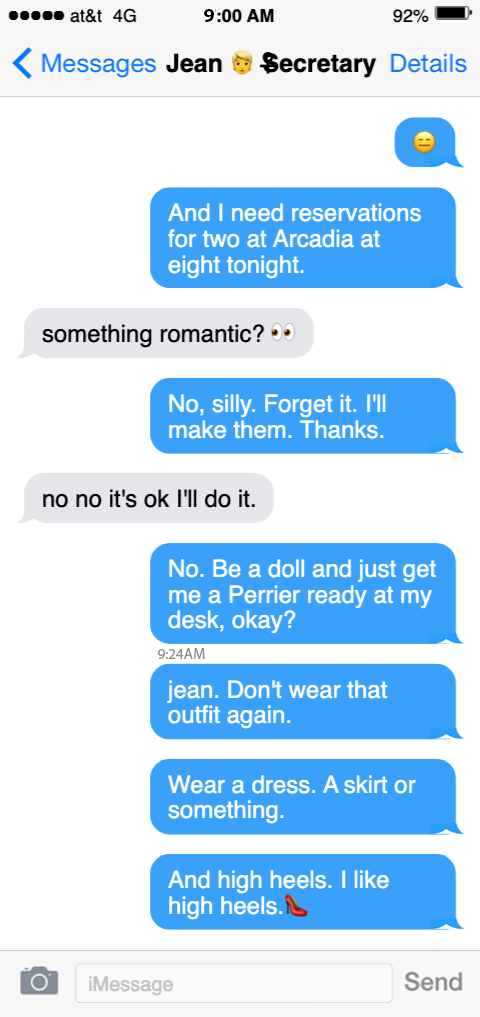 at&t 4G 9:00 AM 92%
Messages Jean 👱 $ecretary Details
😑
And I need reservations
for two at Arcadia at
eight tonight.
something romantic? 👀
No, silly. Forget it. I'll
make them. Thanks.
no no it's ok I'll do it.
No. Be a doll and just get
me a Perrier ready at my
desk, okay?
9:24AM
jean. Don't wear that
outfit again.
Wear a dress. A skirt or
something.
And high heels. I like
high heels.👠
iMessage Send